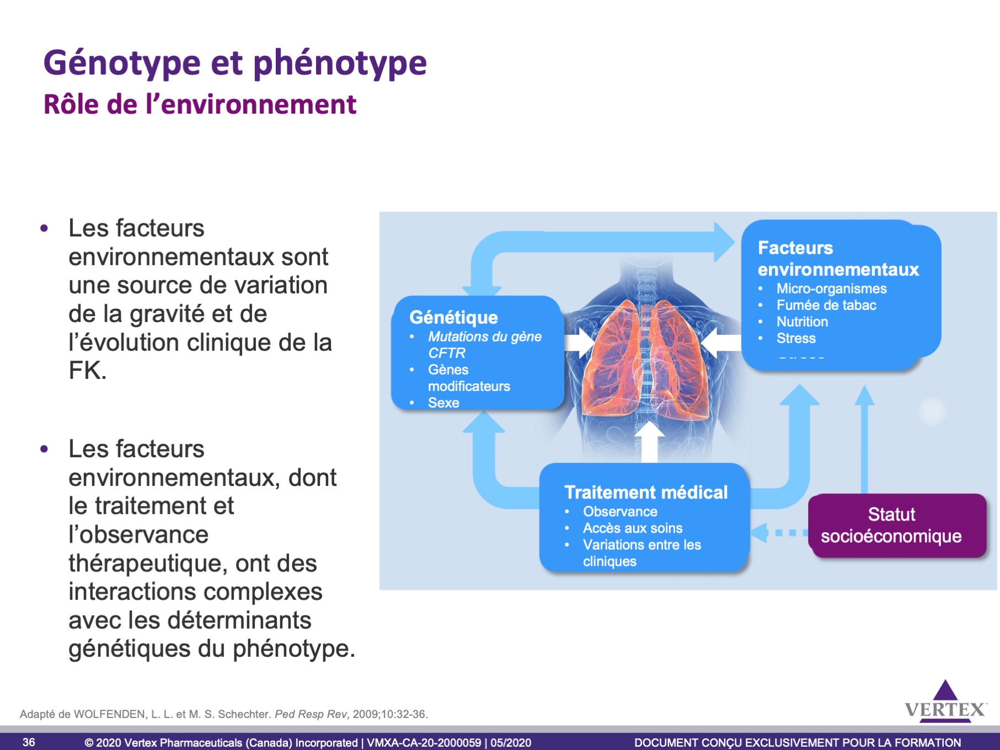 Génotype et phénotype
Rôle de l’environnement
• Les facteurs
environnementaux sont
une source de variation
de la gravité et de
l’évolution clinique de la
FK.
• Les facteurs
environnementaux, dont
le traitement et
l’observance
thérapeutique, ont des
interactions complexes
avec les déterminants
génétiques du phénotype.
Facteurs
environnementaux
• Micro-organismes
• Fumée de tabac
• Nutrition
• Stress
Génétique
• Mutations du gène
CFTR
• Gènes
modificateurs
• Sexe
Traitement médical
• Observance
• Accès aux soins
• Variations entre les
cliniques
Statut
socioéconomique
Adapté de WOLFENDEN, L. L. et M. S. Schechter. Ped Resp Rev, 2009;10:32-36.
VERTEX
36 © 2020 Vertex Pharmaceuticals (Canada) Incorporated | VMXA-CA-20-2000059 | 05/2020 DOCUMENT CONÇU EXCLUSIVEMENT POUR LA FORMATION